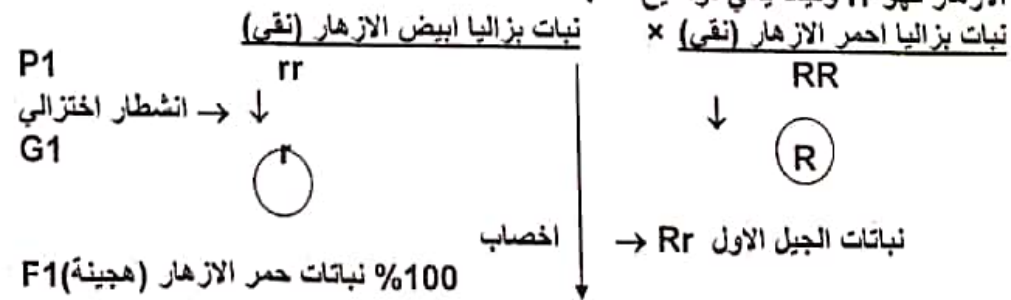 نبات بزاليا احمر الازهار (نقي) × نبات بزاليا ابيض الازهار (نقي)
RR rr P1
↓ ↓ ← انشطار اختزالي
R r G1
نباتات الجيل الاول Rr ← اخصاب
100% نباتات حمر الازهار (هجينة)F1